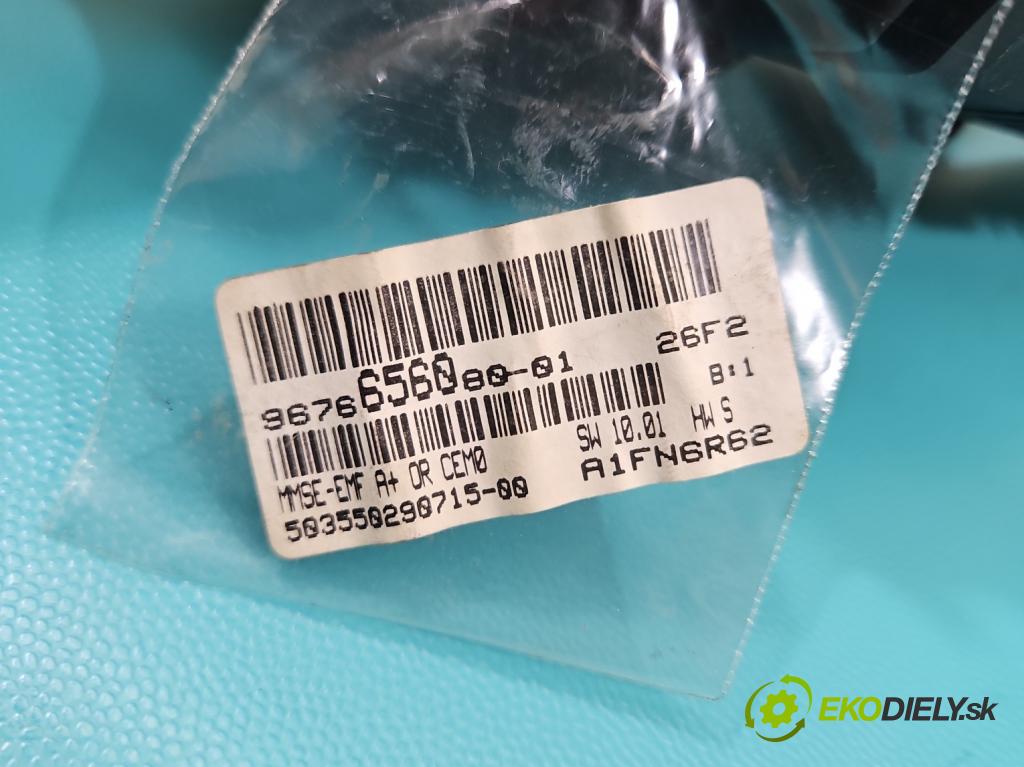 9676656080-01 26F2
B:1
MMSE-EMF A+ OR CEM0 SW 10.01 HW S
503550290715-00 A1FN6R62
EKODIELY.sk